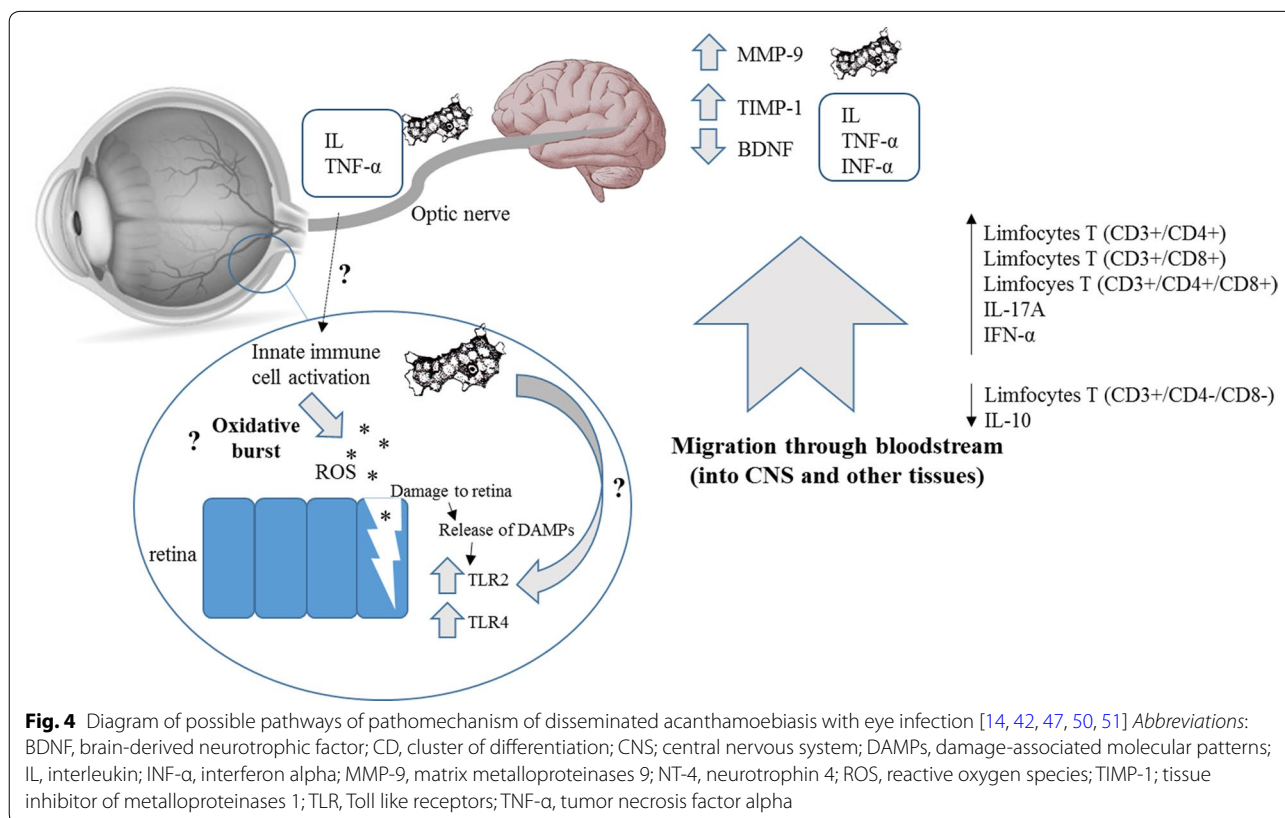 MMP-9
TIMP-1
BDNF
IL
TNF-α
INF-α
IL
TNF-α
Optic nerve
?
Innate immune
cell activation
Oxidative
burst
?
* * * * *
ROS
*
Damage to retina
Release of DAMPs
TLR2
TLR4
retina
?
Migration through bloodstream
(into CNS and other tissues)
Limfocytes T (CD3+/CD4+)
Limfocytes T (CD3+/CD8+)
Limfocyes T (CD3+/CD4+/CD8+)
IL-17A
IFN-α
Limfocytes T (CD3+/CD4-/CD8-)
IL-10
Fig. 4 Diagram of possible pathways of pathomechanism of disseminated acanthamoebiasis with eye infection [14, 42, 47, 50, 51] Abbreviations:
BDNF, brain-derived neurotrophic factor; CD, cluster of differentiation; CNS; central nervous system; DAMPs, damage-associated molecular patterns;
IL, interleukin; INF-α, interferon alpha; MMP-9, matrix metalloproteinases 9; NT-4, neurotrophin 4; ROS, reactive oxygen species; TIMP-1; tissue
inhibitor of metalloproteinases 1; TLR, Toll like receptors; TNF-α, tumor necrosis factor alpha